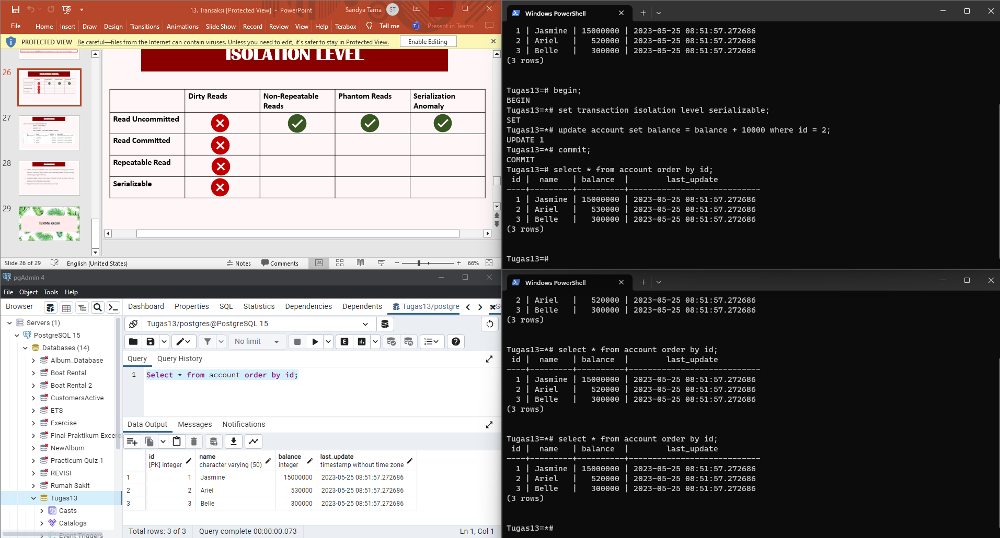 13. Transaksi [Protected View]  -  PowerPoint
Sandya Tama
ST
File
Home
Insert
Draw
Design
Transitions
Animations
Slide Show
Record
Review
View
Help
Terabox
Tell me
Present in Teams
PROTECTED VIEW
Be careful—files from the Internet can contain viruses. Unless you need to edit, it's safer to stay in Protected View.
Enable Editing
26
27
28
29
TERIMA KASIH
ISOLATION LEVEL
Dirty Reads
Non-Repeatable Reads
Phantom Reads
Serialization Anomaly
Read Uncommitted
Read Committed
Repeatable Read
Serializable
Slide 26 of 29
English (United States)
Notes
Comments
66%
Windows PowerShell
1 | Jasmine | 15000000 | 2023-05-25 08:51:57.272686
2 | Ariel   |   520000 | 2023-05-25 08:51:57.272686
3 | Belle   |   300000 | 2023-05-25 08:51:57.272686
(3 rows)
Tugas13=# begin;
BEGIN
Tugas13=*# set transaction isolation level serializable;
SET
Tugas13=*# update account set balance = balance + 10000 where id = 2;
UPDATE 1
Tugas13=*# commit;
COMMIT
Tugas13=# select * from account order by id;
id |  name   | balance  |        last_update
----+---------+----------+----------------------------
1 | Jasmine | 15000000 | 2023-05-25 08:51:57.272686
2 | Ariel   |   530000 | 2023-05-25 08:51:57.272686
3 | Belle   |   300000 | 2023-05-25 08:51:57.272686
(3 rows)
Tugas13=#
pgAdmin 4
File
Object
Tools
Help
Browser
Dashboard
Properties
SQL
Statistics
Dependencies
Dependents
Tugas13/postgre
Servers (1)
PostgreSQL 15
Databases (14)
Album_Database
Boat Rental
Boat Rental 2
CustomersActive
ETS
Exercise
Final Praktikum Excerci
NewAlbum
Practicum Quiz 1
REVISI
Rumah Sakit
Tugas13
Casts
Catalogs
Event Triggers
Tugas13/postgres@PostgreSQL 15
No limit
Query
Query History
1
Select * from account order by id;
Data Output
Messages
Notifications
id
[PK] integer
name
character varying (50)
balance
integer
last_update
timestamp without time zone
1 1 Jasmine 15000000 2023-05-25 08:51:57.272686
2 2 Ariel 530000 2023-05-25 08:51:57.272686
3 3 Belle 300000 2023-05-25 08:51:57.272686
Total rows: 3 of 3
Query complete 00:00:00.073
Ln 1, Col 1
Windows PowerShell
2 | Ariel   |   520000 | 2023-05-25 08:51:57.272686
3 | Belle   |   300000 | 2023-05-25 08:51:57.272686
(3 rows)
Tugas13=*# select * from account order by id;
id |  name   | balance  |        last_update
----+---------+----------+----------------------------
1 | Jasmine | 15000000 | 2023-05-25 08:51:57.272686
2 | Ariel   |   520000 | 2023-05-25 08:51:57.272686
3 | Belle   |   300000 | 2023-05-25 08:51:57.272686
(3 rows)
Tugas13=*# select * from account order by id;
id |  name   | balance  |        last_update
----+---------+----------+----------------------------
1 | Jasmine | 15000000 | 2023-05-25 08:51:57.272686
2 | Ariel   |   520000 | 2023-05-25 08:51:57.272686
3 | Belle   |   300000 | 2023-05-25 08:51:57.272686
(3 rows)
Tugas13=*#